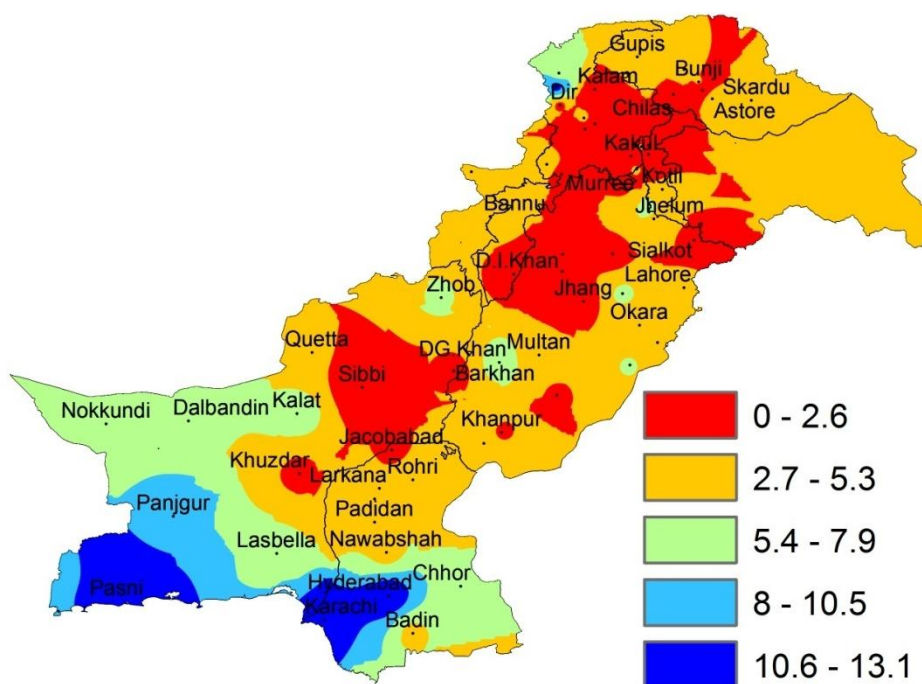 Gupis
Kalam
Bunji
Dir
Skardu
Chilas
Astore
Kakul
Murree
Kotli
Bannu
Jhelum
D.I.Khan
Sialkot
Lahore
Zhob
Jhang
Okara
Quetta
DG.Khan
Multan
Sibbi
Barkhan
Nokkundi
Dalbandin
Kalat
Khanpur
Jacobabad
Khuzdar
Larkana
Rohri
Panjgur
Padidan
Lasbella
Nawabshah
Pasni
Hyderabad
Chhor
Karachi
Badin
0 - 2.6
2.7 - 5.3
5.4 - 7.9
8 - 10.5
10.6 - 13.1